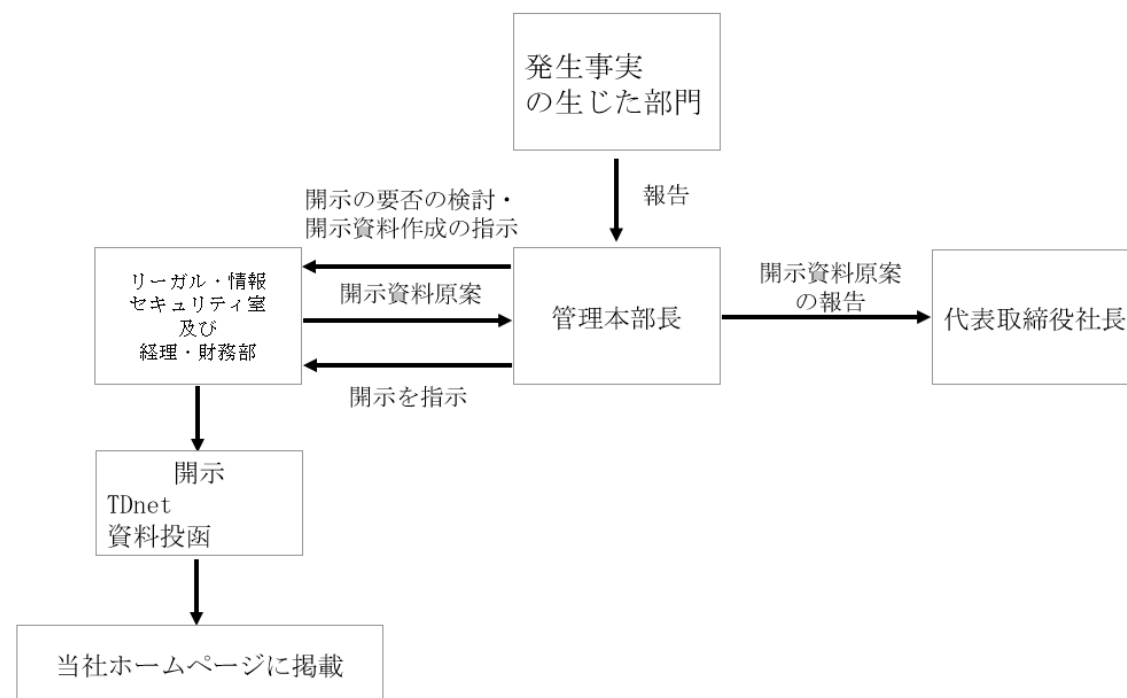 発生事実
の生じた部門
報告
開示の要否の検討・
開示資料作成の指示
リーガル・情報
セキュリティ室
及び
経理・財務部
開示資料原案
開示を指示
管理本部長
開示資料原案
の報告
代表取締役社長
開示
TDnet
資料投函
当社ホームページに掲載